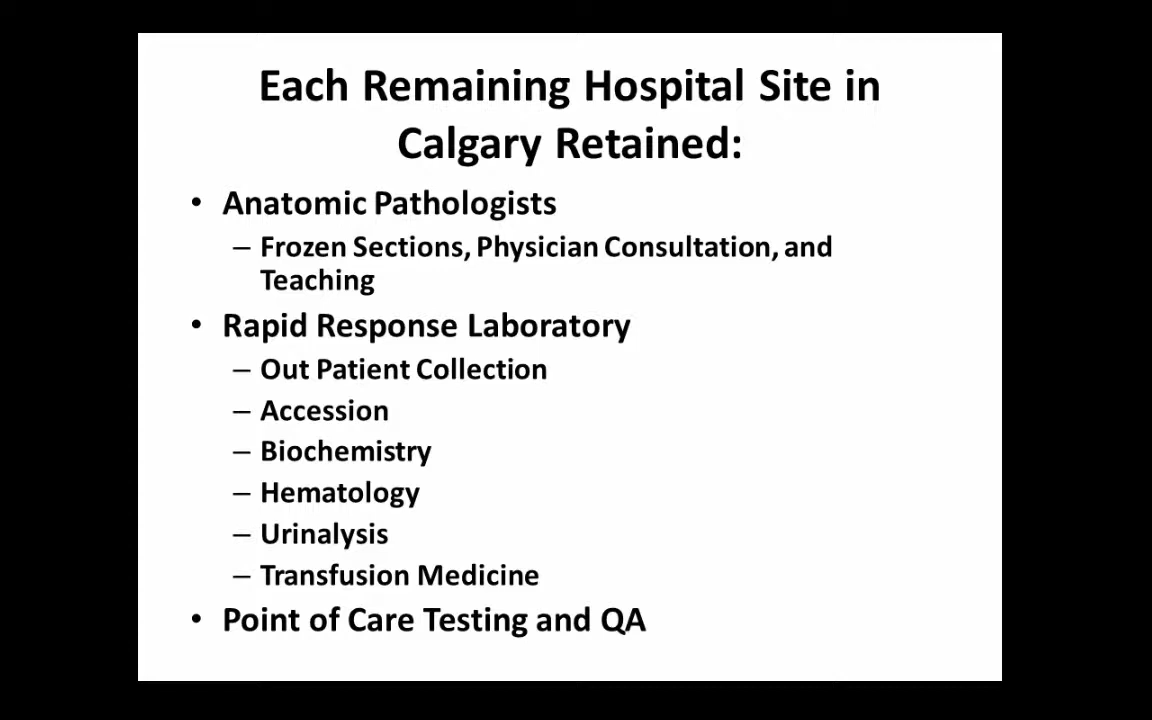 Each Remaining Hospital Site in
Calgary Retained:
• Anatomic Pathologists
– Frozen Sections, Physician Consultation, and
Teaching
• Rapid Response Laboratory
– Out Patient Collection
– Accession
– Biochemistry
– Hematology
– Urinalysis
– Transfusion Medicine
• Point of Care Testing and QA